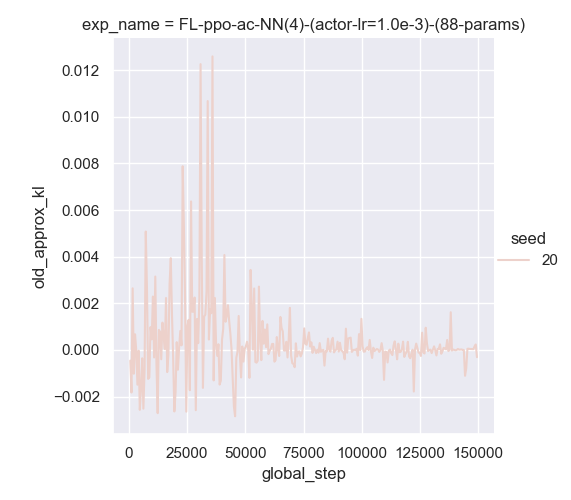 exp_name = FL-ppo-ac-NN(4)-(actor-lr=1.0e-3)-(88-params)
0.012
0.010
0.008
0.006
0.004
0.002
0.000
−0.002
old_approx_kl
0 25000 50000 75000 100000 125000 150000
global_step
seed
20